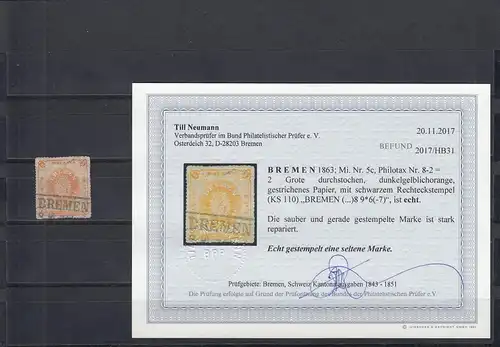 Till Neumann
Verbandsprüfer im Bund Philatelistischer Prüfer e. V.
Osterdeich 32, D-28203 Bremen
20.11.2017
BEFUND
2017/HB31
BREMEN 1863; Mi. Nr. 5c, Philotax Nr. 8-2 =
2 Grote durchstochen, dunkelgelblichorange,
gestrichenes Papier, mit schwarzem Rechteckstempel
(KS 110) „BREMEN (...)8 9*6(-7)“, ist echt.
Die sauber und gerade gestempelte Marke ist stark
repariert.
Echt gestempelt eine seltene Marke.
Prüfgebiete: Bremen, Schweiz Kantonalausgaben 1843 - 1851
Die Prüfung erfolgte auf Grund der Prüfordnung des Bundes der Philatelistischen Prüfer e.V.
BREMEN
BREMEN